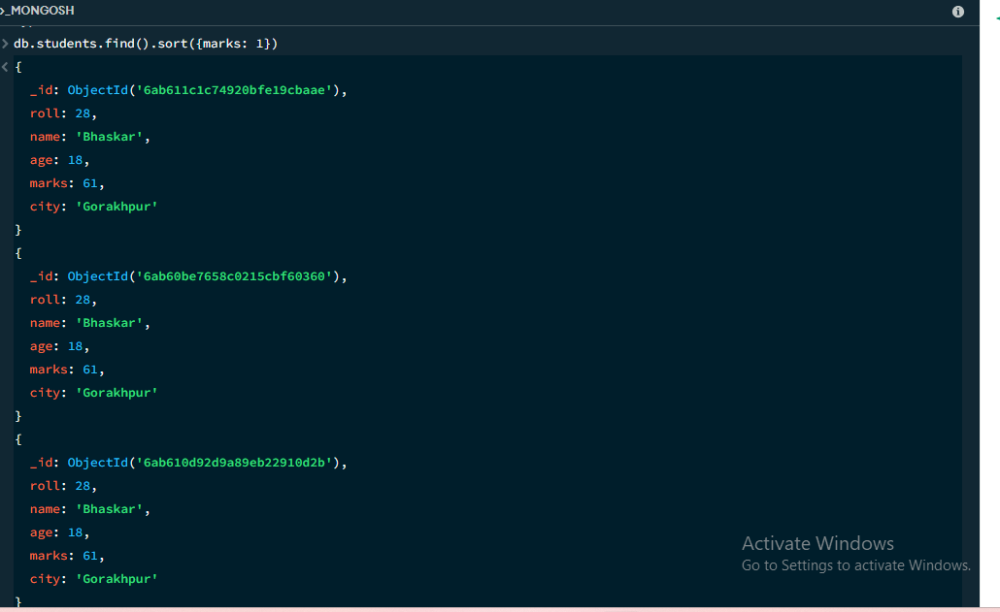 >_MONGOSH
> db.students.find().sort({marks: 1})
< {
_id: ObjectId('6ab611c1c74920bfe19cbaae'),
roll: 28,
name: 'Bhaskar',
age: 18,
marks: 61,
city: 'Gorakhpur'
}
{
_id: ObjectId('6ab60be7658c0215cbf60360'),
roll: 28,
name: 'Bhaskar',
age: 18,
marks: 61,
city: 'Gorakhpur'
}
{
_id: ObjectId('6ab610d92d9a89eb22910d2b'),
roll: 28,
name: 'Bhaskar',
age: 18,
marks: 61,
city: 'Gorakhpur'
}
Activate Windows
Go to Settings to activate Windows.